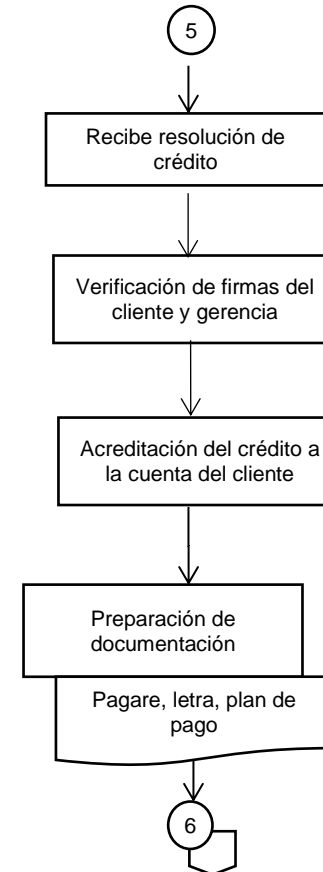 5
Recibe resolución de
crédito
Verificación de firmas del
cliente y gerencia
Acreditación del crédito a
la cuenta del cliente
Preparación de
documentación
Pagare, letra, plan de
pago
6